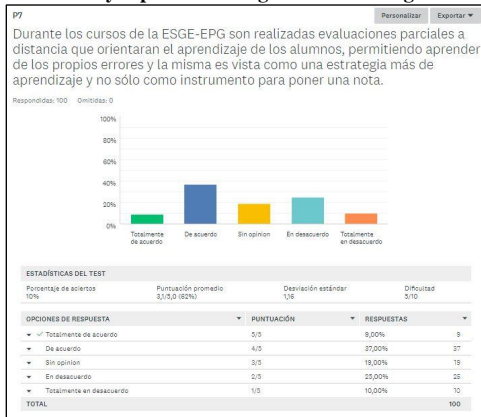 P7
Personalizar Exportar
Durante los cursos de la ESGE-EPG son realizadas evaluaciones parciales a
distancia que orientaran el aprendizaje de los alumnos, permitiendo aprender
de los propios errores y la misma es vista como una estrategia más de
aprendizaje y no sólo como instrumento para poner una nota.
Respondidas: 100 Omitidas: 0
100%
80%
60%
40%
20%
0%
Totalmente de acuerdo
De acuerdo
Sin opinion
En desacuerdo
Totalmente en desacuerdo
ESTADÍSTICAS DEL TEST
Porcentaje de aciertos Puntuación promedio Desviación estándar Dificultad
10% 3,1/5,0 (62%) 1,16 5/10
OPCIONES DE RESPUESTA PUNTUACIÓN RESPUESTAS
Totalmente de acuerdo 5/5 9,00% 9
De acuerdo 4/5 37,00% 37
Sin opinion 3/5 19,00% 19
En desacuerdo 2/5 25,00% 25
Totalmente en desacuerdo 1/5 10,00% 10
TOTAL 100